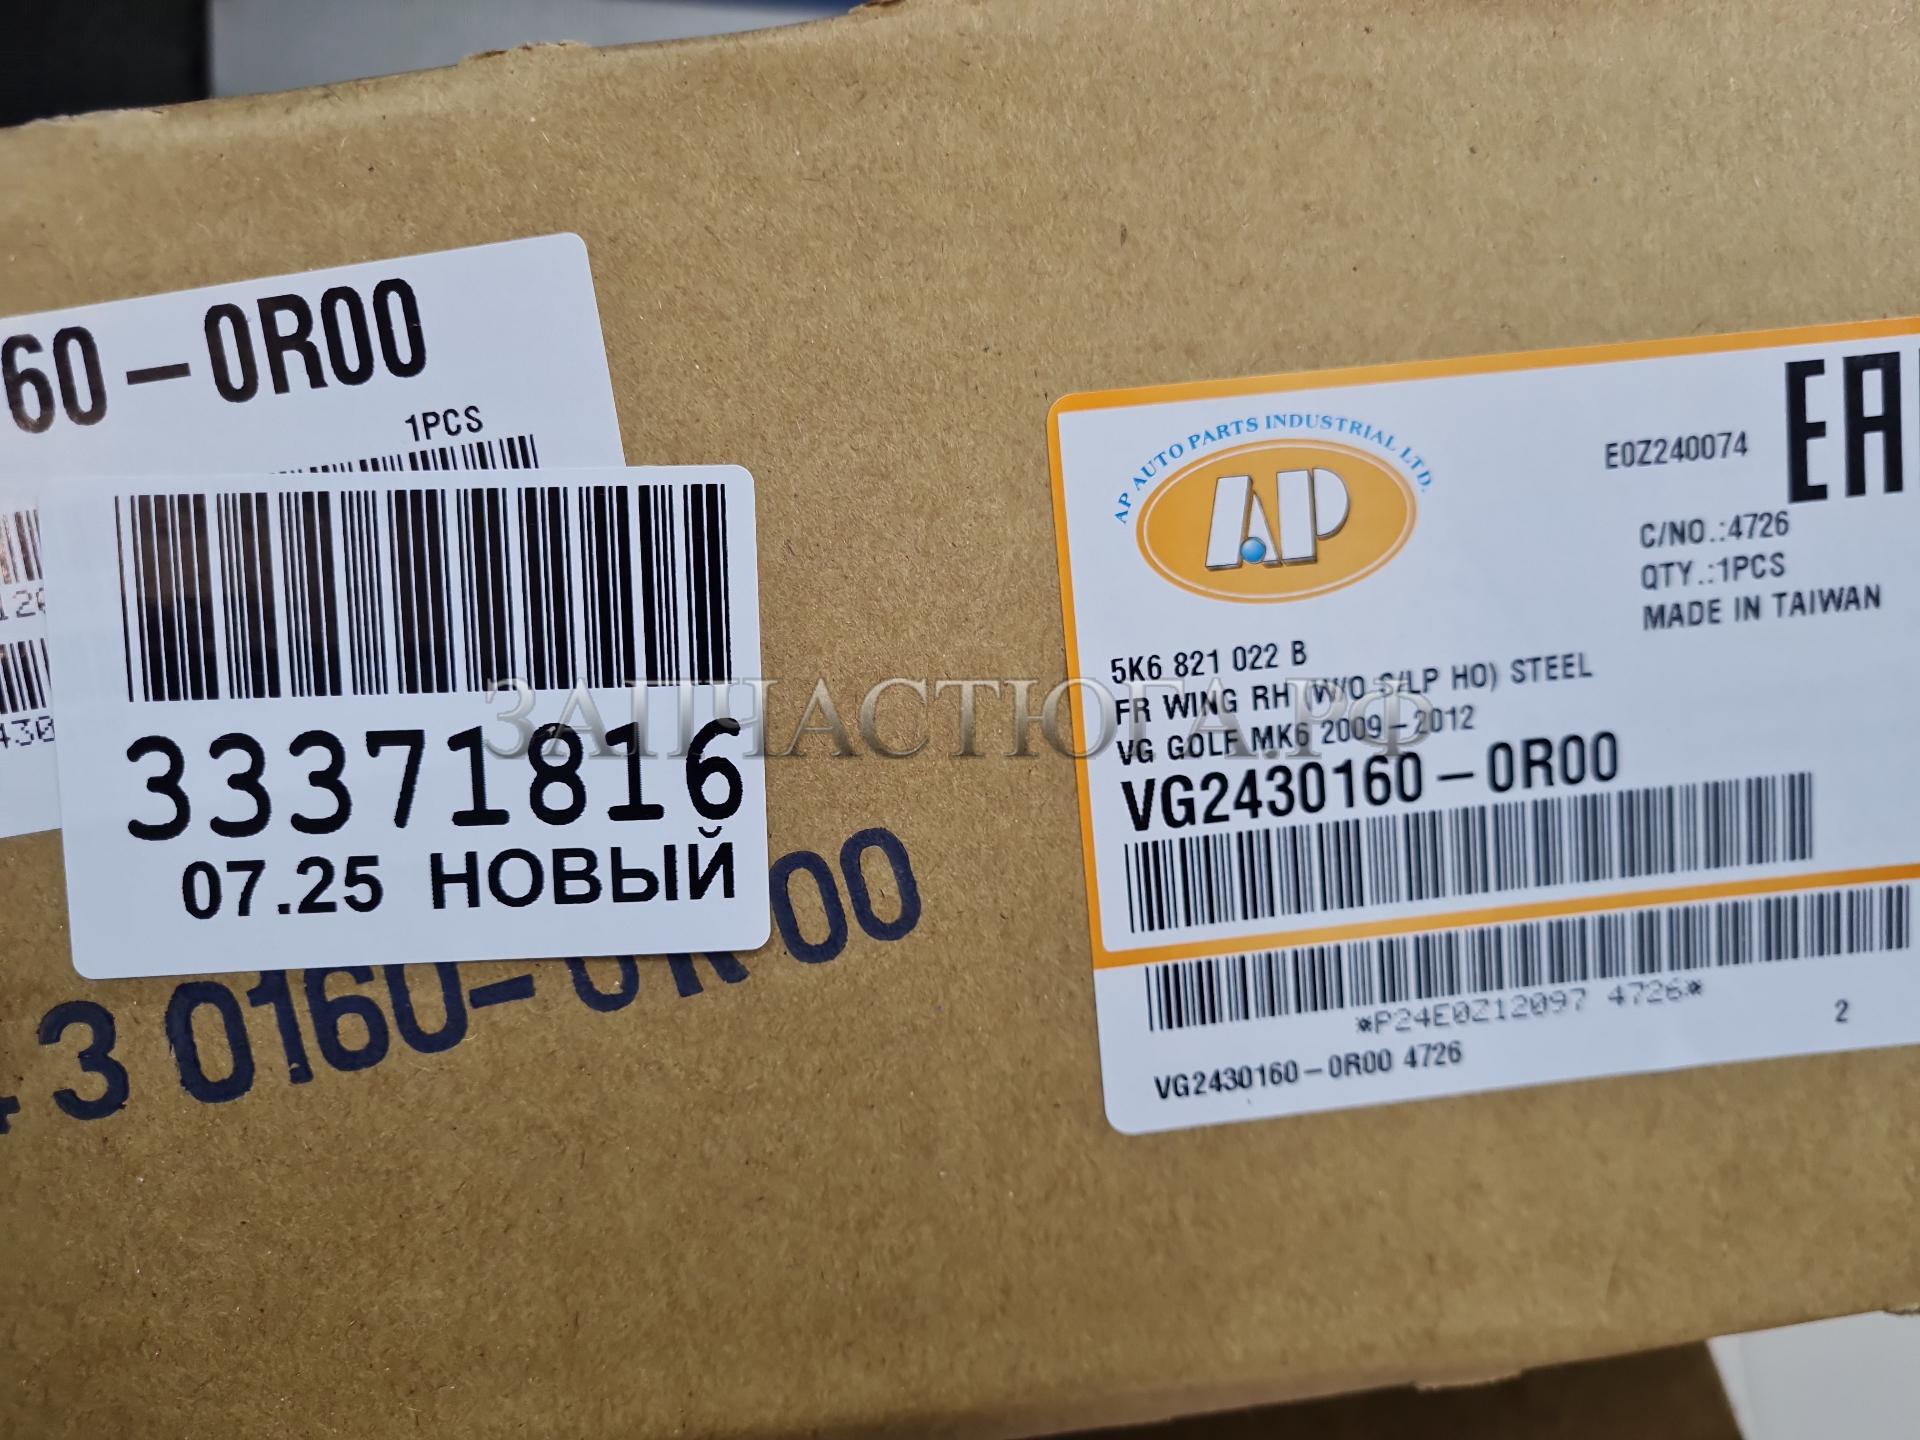 60-0R00
1PCS
33371816
07.25 НОВЫЙ
3 0160-0R00
AP AUTO PARTS INDUSTRIAL LTD.
AP
E0Z240074
C/NO.:4726
QTY.:1PCS
MADE IN TAIWAN
5K6 821 022 B
FR WING RH (W/O S/LP HO) STEEL
VG GOLF MK6 2009-2012
VG2430160-0R00
*P24E0Z12097 4726*
VG2430160-0R00 4726
2
ЗАПЧАСТЮГА.РФ